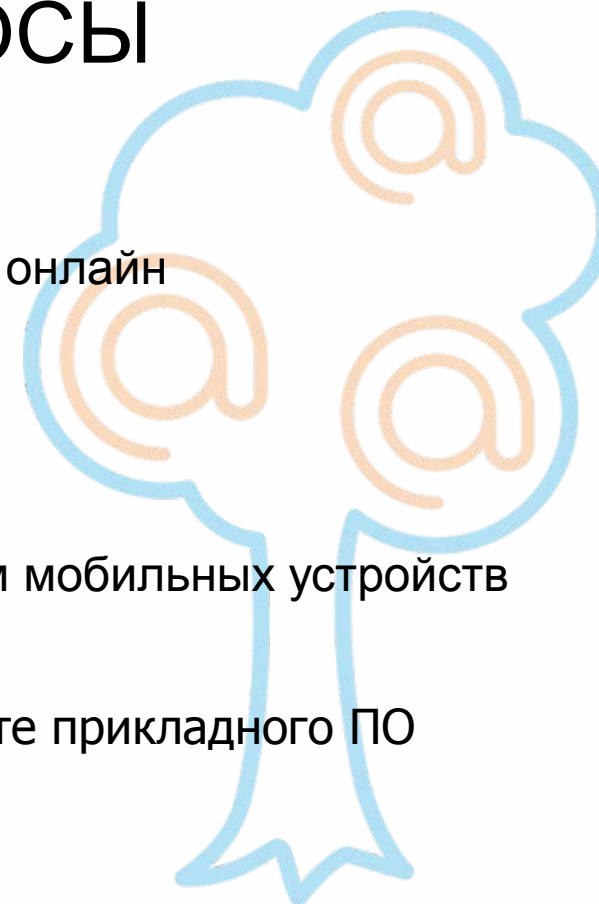 ОСЫ
онлайн
и мобильных устройств
те прикладного ПО